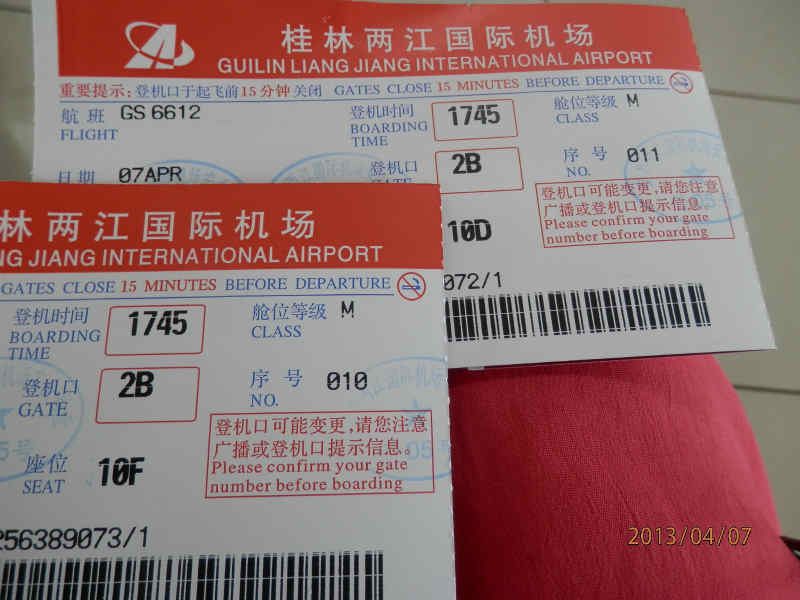 桂林两江国际机场
GUILIN LIANG JIANG INTERNATIONAL AIRPORT
重要提示:登机口于起飞前15分钟关闭 GATES CLOSE 15 MINUTES BEFORE DEPARTURE
航班 GS6612
FLIGHT
登机时间 1745
BOARDING
TIME
舱位等级 M
CLASS
日期 07APR
登机口 2B
GATE
序号 011
NO.
登机口可能变更,请您注意
广播或登机口提示信息。
Please confirm your gate
number before boarding
10D
072/1
林两江国际机场
NG JIANG INTERNATIONAL AIRPORT
GATES CLOSE 15 MINUTES BEFORE DEPARTURE
登机时间 1745
BOARDING
TIME
舱位等级 M
CLASS
登机口 2B
GATE
序号 010
NO.
登机口可能变更,请您注意
广播或登机口提示信息。
Please confirm your gate
number before boarding
座位 10F
SEAT
256389073/1
2013/04/07